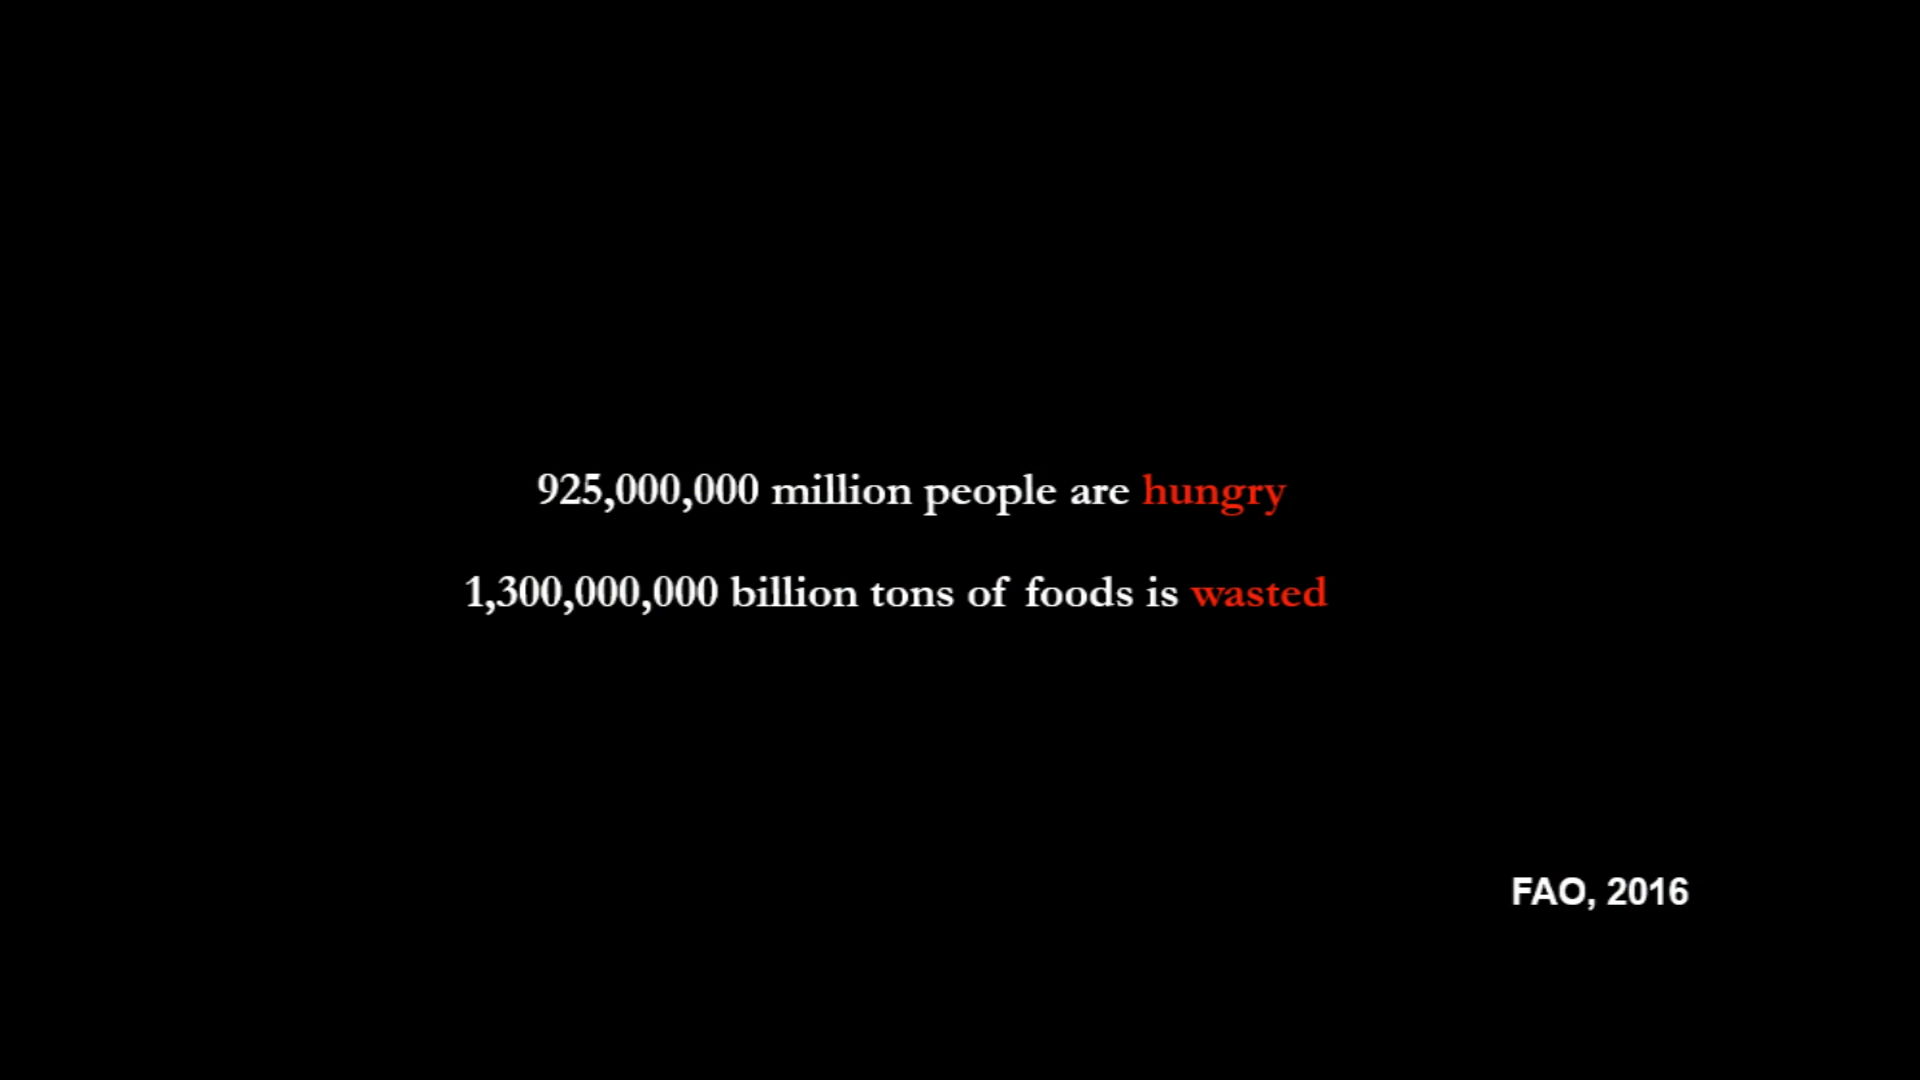 925,000,000 million people are hungry
1,300,000,000 billion tons of foods is wasted
FAO, 2016